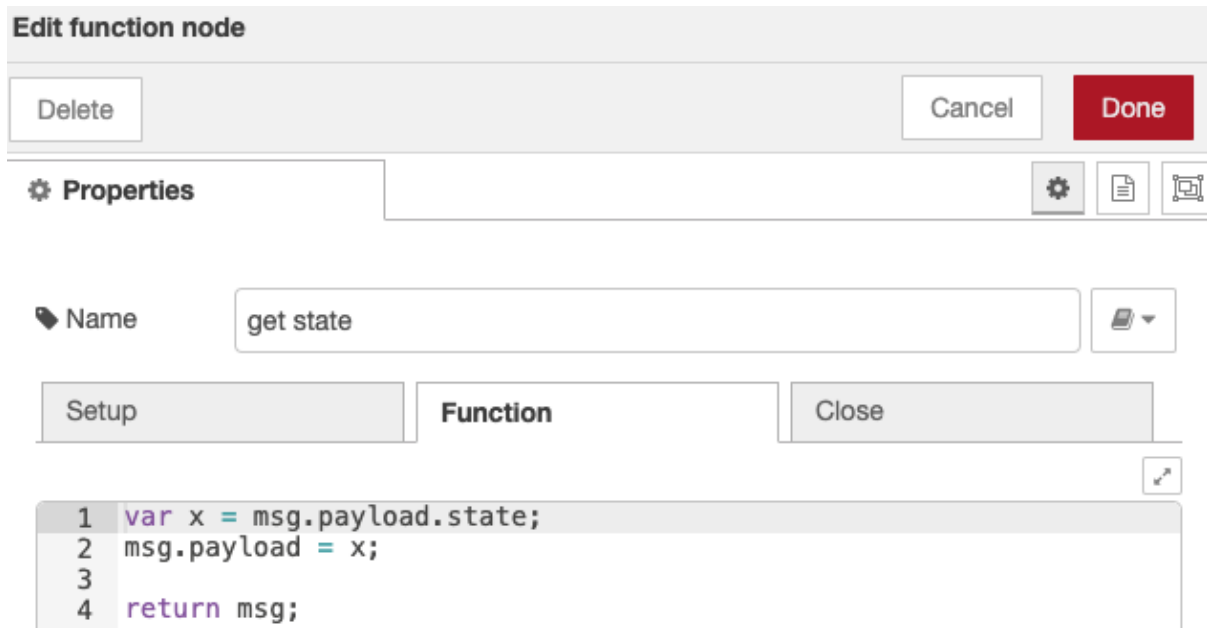 Edit function node
Delete
Cancel
Done
Properties
Name
get state
Setup
Function
Close
1 var x = msg.payload.state;
2 msg.payload = x;
3
4 return msg;